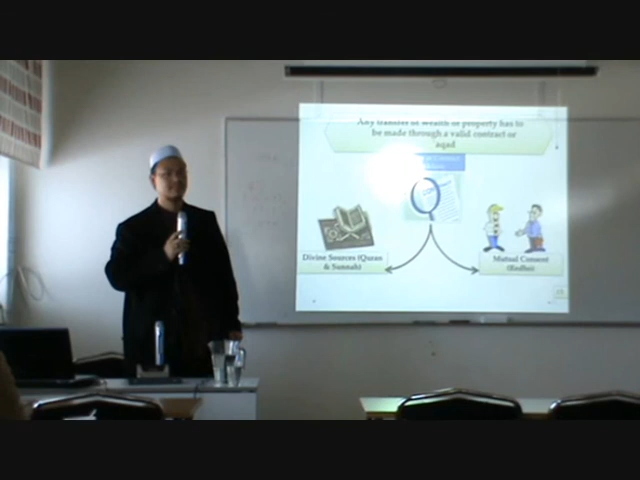 Any transfer of wealth or property has to
be made through a valid contract or
aqad
Divine Sources (Quran
& Sunnah)
Mutual Consent